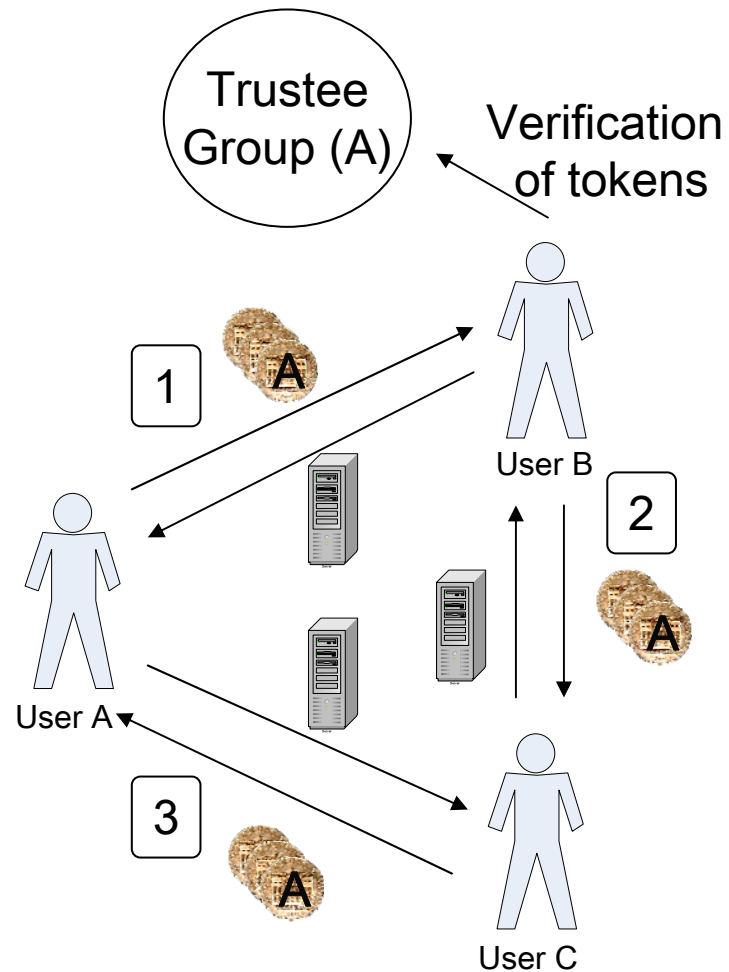 Trustee
Group (A)
Verification
of tokens
1
A
User B
2
A
User A
3
A
User C